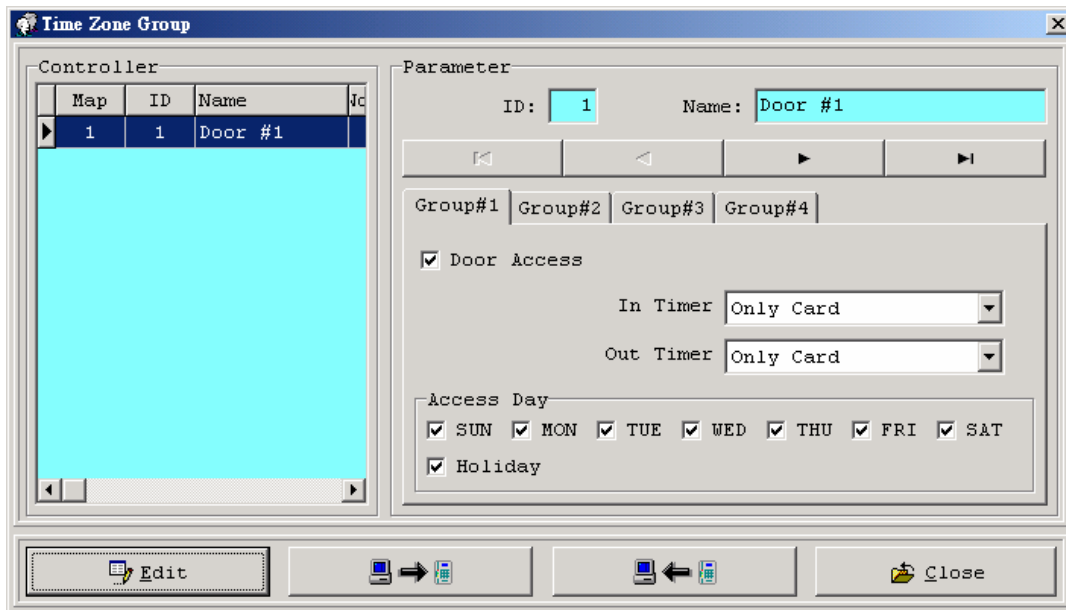 Time Zone Group
Controller
Map ID Name
1 1 Door #1
Parameter
ID: 1 Name: Door #1
Group#1 Group#2 Group#3 Group#4
Door Access
In Timer Only Card
Out Timer Only Card
Access Day
SUN MON TUE WED THU FRI SAT
Holiday
Edit Close